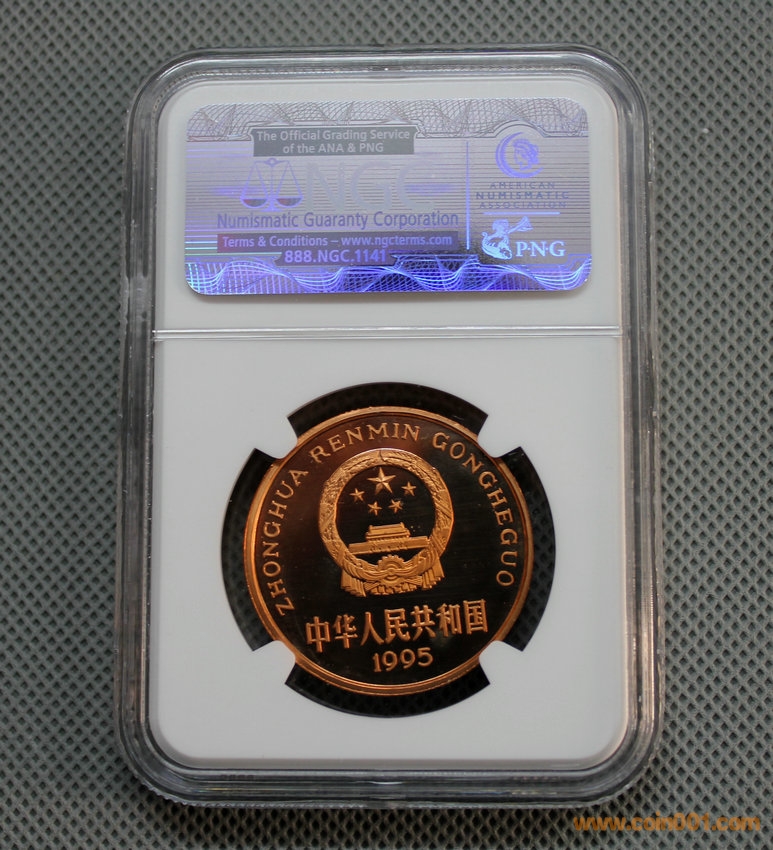 The Official Grading Service
of the ANA & PNG
NGC
Numismatic Guaranty Corporation
Terms & Conditions – www.ngcterms.com
888.NGC.1141
AMERICAN
NUMISMATIC
ASSOCIATION
PNG
ZHONGHUA RENMIN GONGHEGUO
中华人民共和国
1995
www.coin001.com